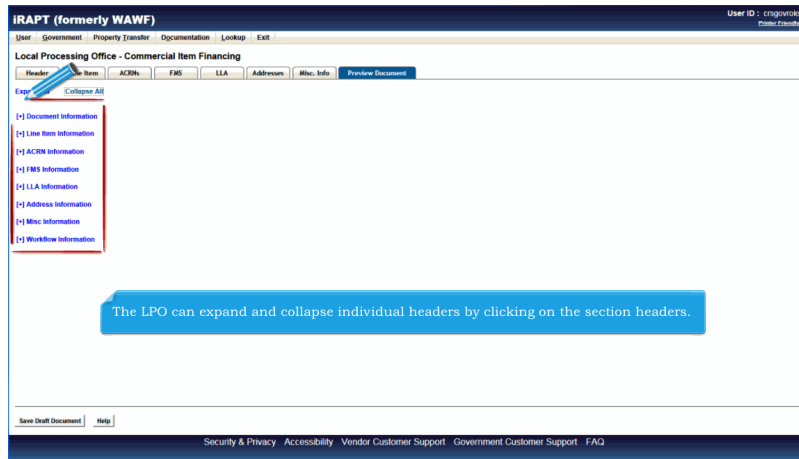 iRAPT (formerly WAWF)
User ID : crsgovrole
Printer Friendly
User Government Property Transfer Documentation Lookup Exit
Local Processing Office - Commercial Item Financing
Header Item ACRNs FMS LLA Addresses Misc. Info Preview Document
Collapse All
[+] Document Information
[+] Line Item Information
[+] ACRN Information
[+] FMS Information
[+] LLA Information
[+] Address Information
[+] Misc Information
[+] Workflow Information
The LPO can expand and collapse individual headers by clicking on the section headers.
Save Draft Document Help
Security & Privacy Accessibility Vendor Customer Support Government Customer Support FAQ